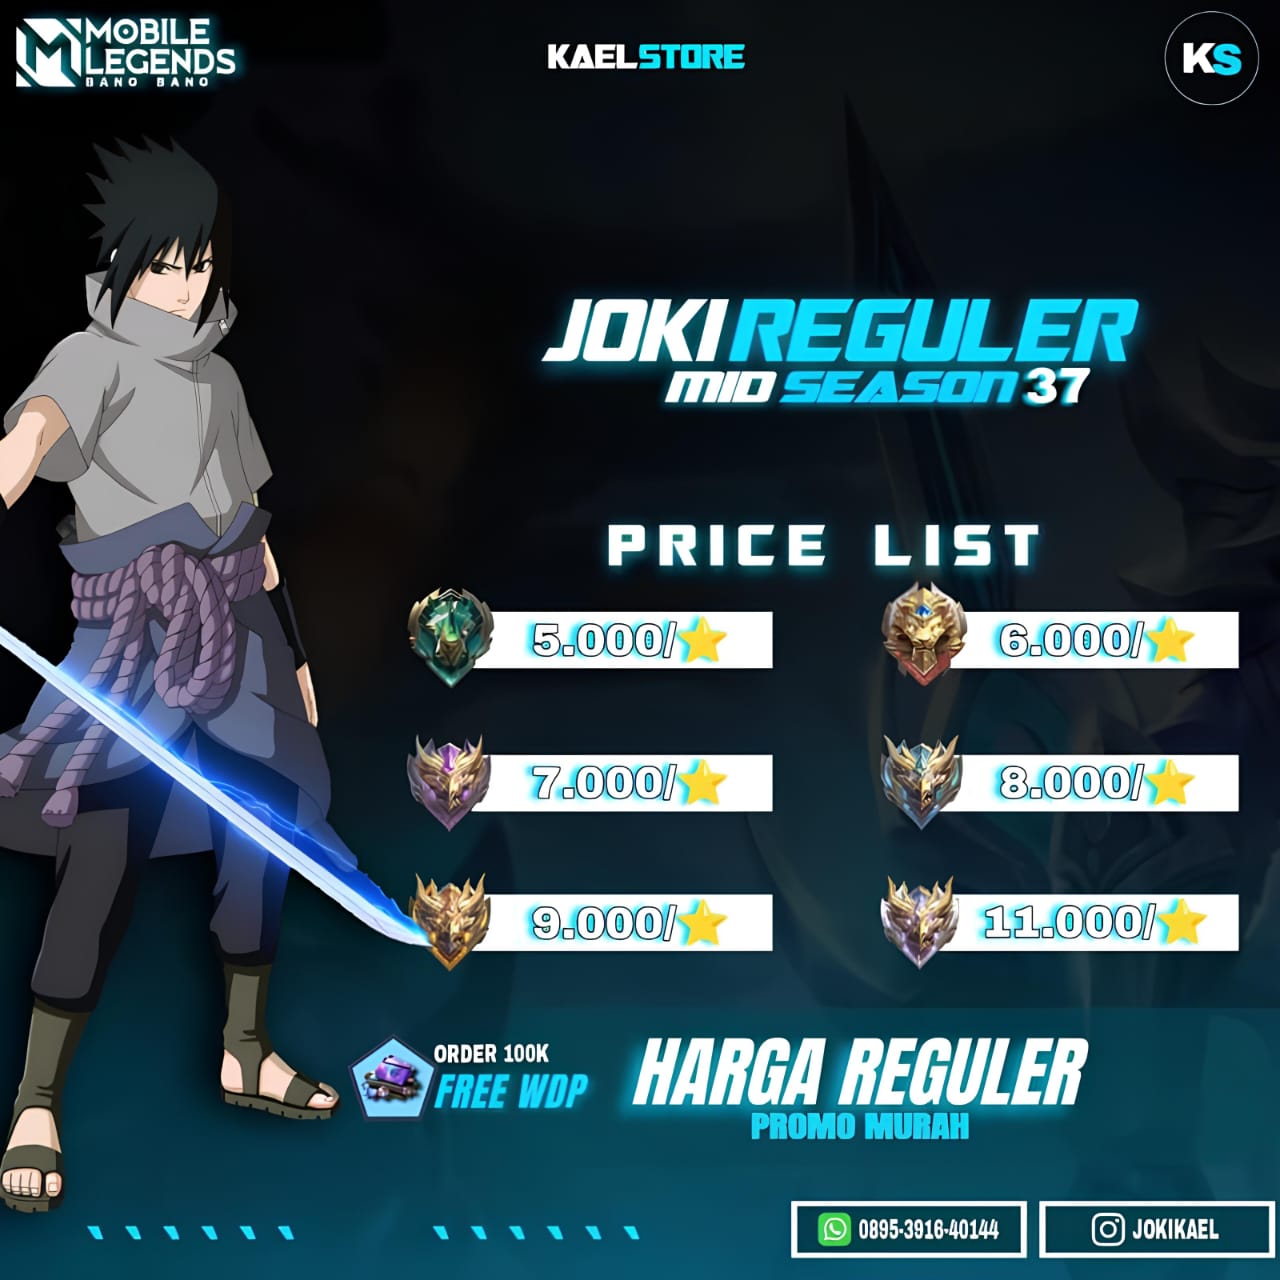 MOBILE
LEGENDS
BANG BANG
KAELSTORE
KS
JOKI REGULER
MID SEASON 37
PRICE LIST
5.000/
6.000/
7.000/
8.000/
9.000/
11.000/
ORDER 100K
FREE WDP
HARGA REGULER
PROMO MURAH
0895-3916-40144
JOKIKAEL